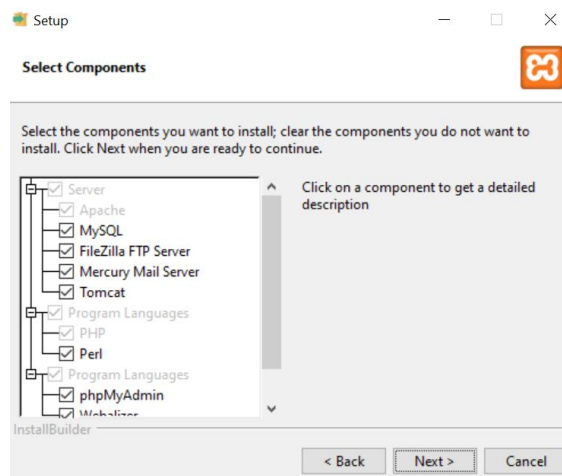 Setup
Select Components
Select the components you want to install; clear the components you do not want to
install. Click Next when you are ready to continue.
Server
Apache
MySQL
FileZilla FTP Server
Mercury Mail Server
Tomcat
Program Languages
PHP
Perl
Program Languages
phpMyAdmin
Webalizer
Click on a component to get a detailed
description
InstallBuilder
< Back
Next >
Cancel